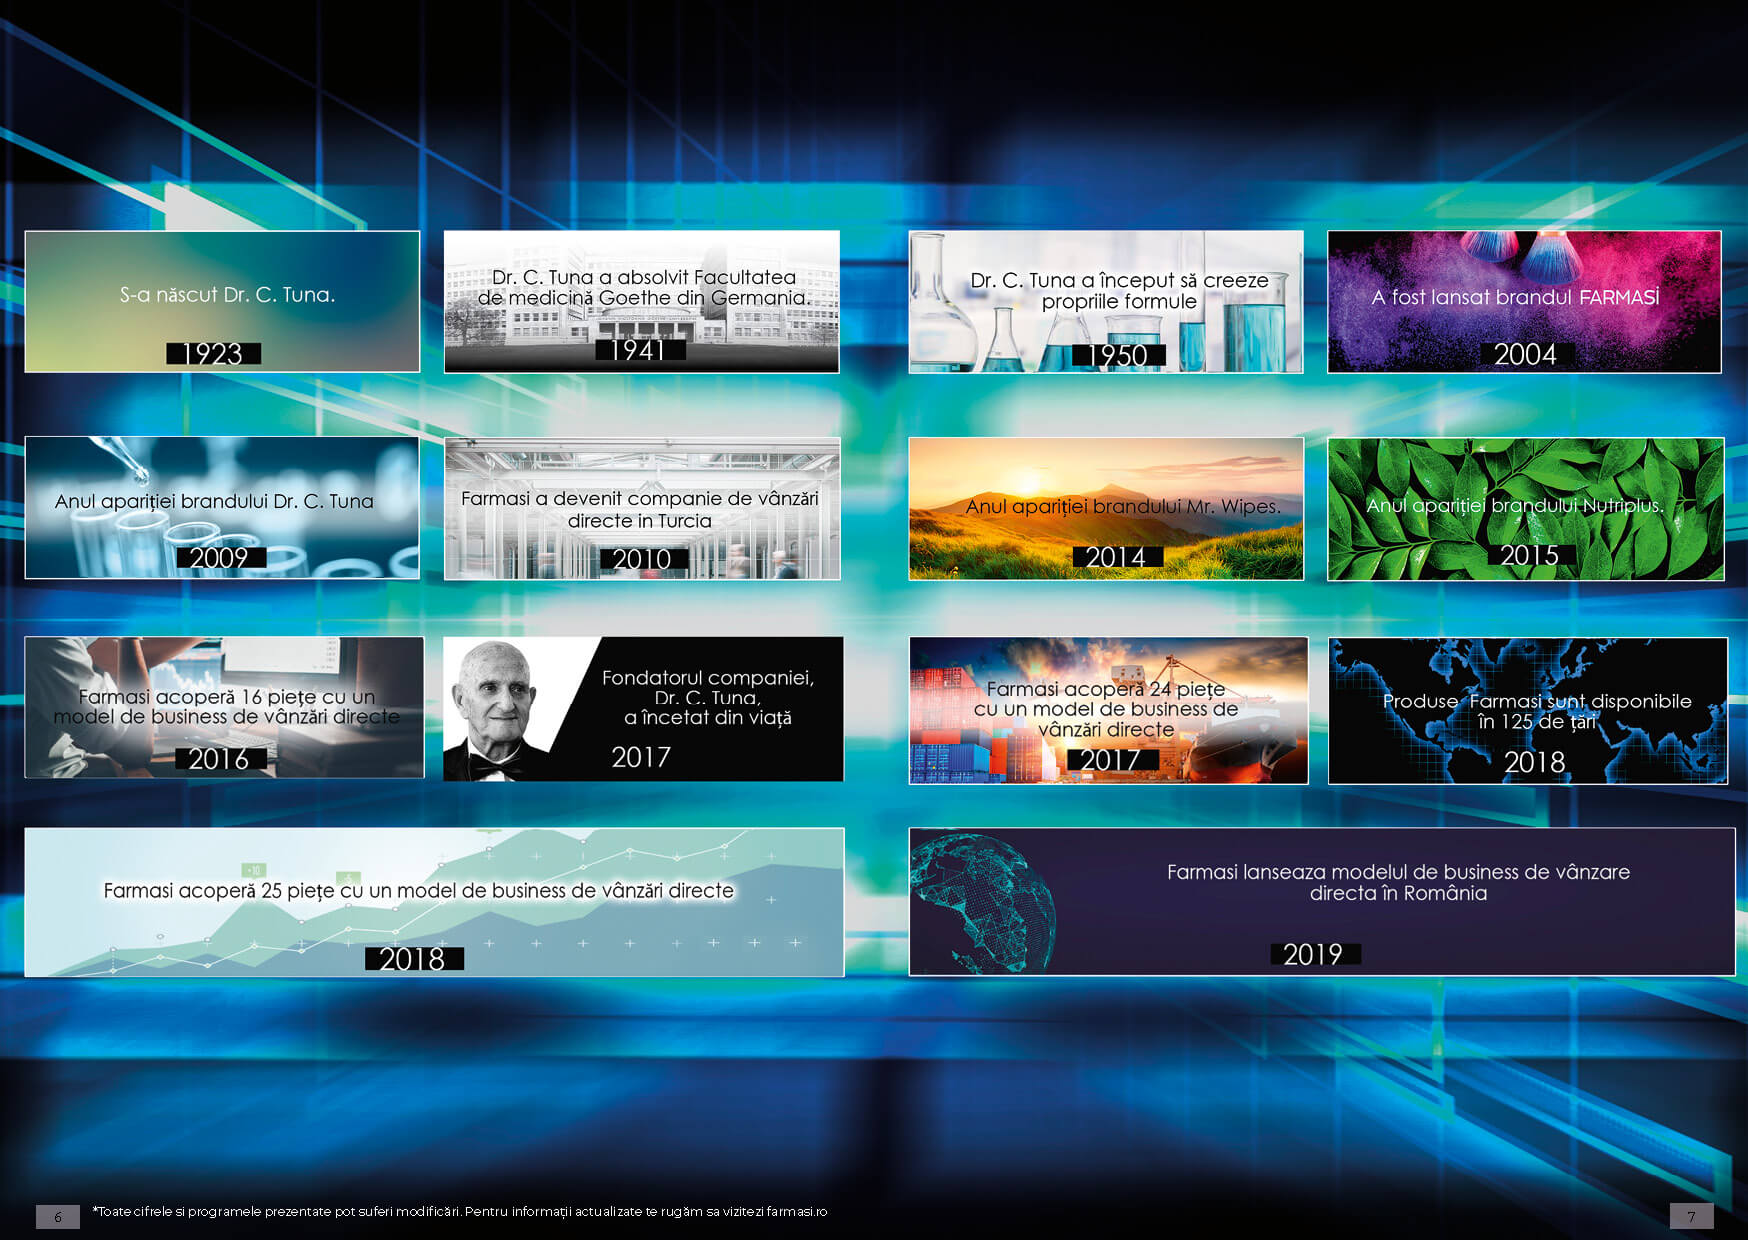 S-a născut Dr. C. Tuna.
1923
Dr. C. Tuna a absolvit Facultatea
de medicină Goethe din Germania.
1941
Dr. C. Tuna a început să creeze
propriile formule
1950
A fost lansat brandul FARMASİ
2004
Anul apariției brandului Dr. C. Tuna
2009
Farmasi a devenit companie de vânzări
directe in Turcia
2010
Anul apariției brandului Mr. Wipes.
2014
Anul apariției brandului Nutriplus.
2015
Farmasi acoperă 16 piețe cu un
model de business de vânzări directe
2016
Fondatorul companiei,
Dr. C. Tuna,
a încetat din viață
2017
Farmasi acoperă 24 piețe
cu un model de business de
vânzări directe
2017
Produse Farmasi sunt disponibile
în 125 de țări
2018
+10
Farmasi acoperă 25 piețe cu un model de business de vânzări directe
2018
Farmasi lanseaza modelul de business de vânzare
directa în România
2019
6
*Toate cifrele si programele prezentate pot suferi modificări. Pentru informații actualizate te rugăm sa vizitezi farmasi.ro
7